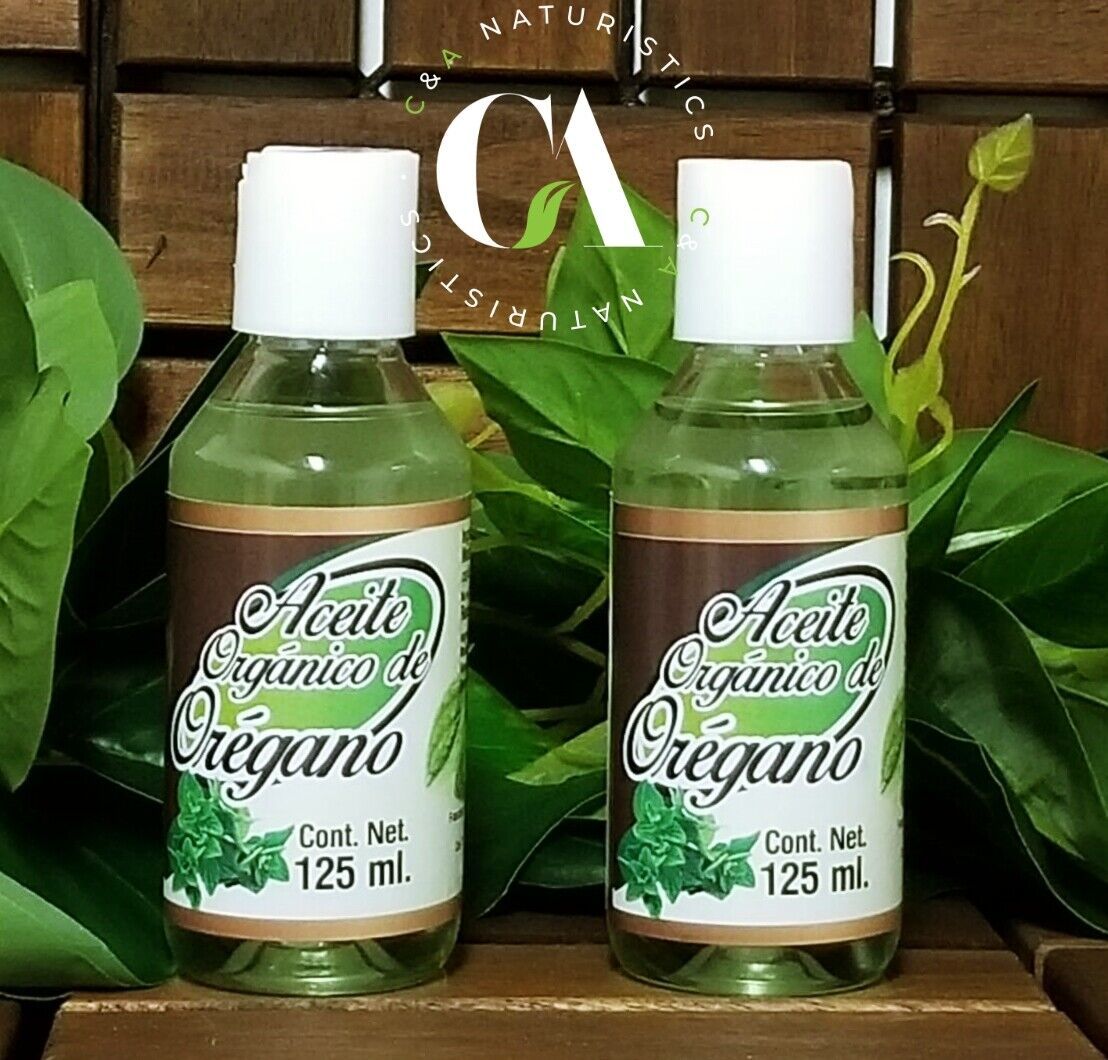 C&A NATURISTICS
C&A NATURISTICS
CA
Aceite
Orgánico de
Orégano
Cont. Net.
125 ml.
Aceite
Orgánico de
Orégano
Cont. Net.
125 ml.